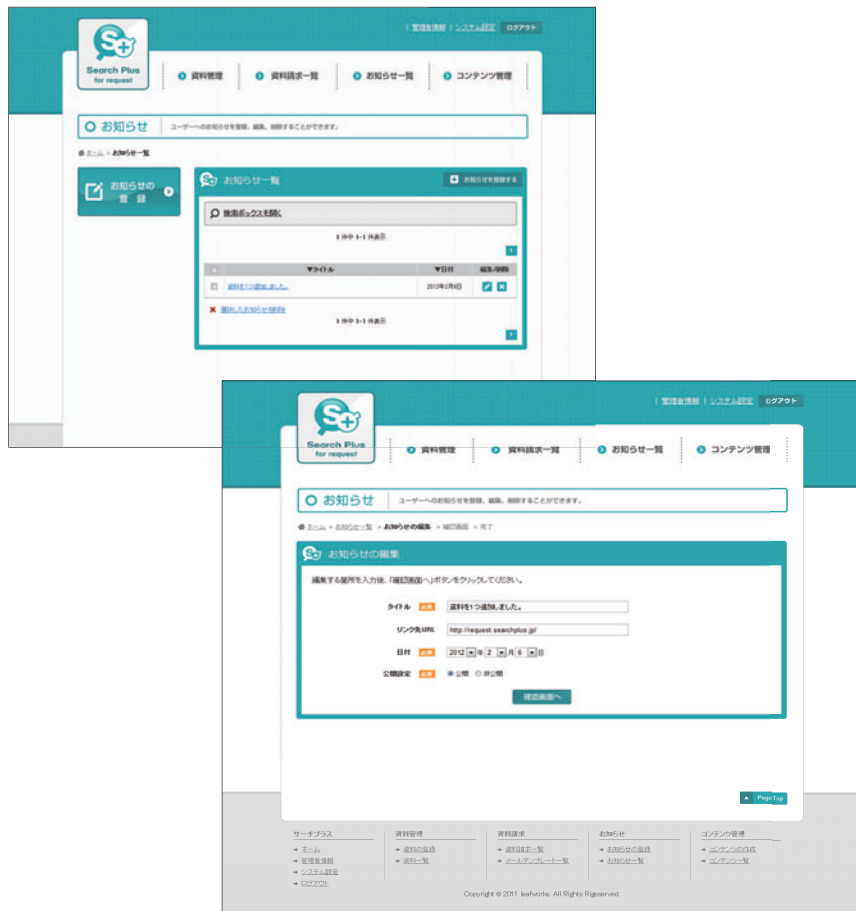 | 管理者情報 | システム設定 ログアウト
Search Plus
for request
資料管理 資料請求一覧 お知らせ一覧 コンテンツ管理
お知らせ ユーザーへのお知らせを登録、編集、削除することができます。
ホーム > お知らせ一覧
お知らせの
登 録
お知らせ一覧 お知らせを登録する
検索ボックスを開く
1 件中 1-1 件表示
1
▼タイトル ▼日付 編集/削除
資料を1つ追加しました。 2012年2月6日
選択したお知らせを削除
1 件中 1-1 件表示
1
| 管理者情報 | システム設定 ログアウト
Search Plus
for request
資料管理 資料請求一覧 お知らせ一覧 コンテンツ管理
お知らせ ユーザーへのお知らせを登録、編集、削除することができます。
ホーム > お知らせ一覧 > お知らせの編集 > 確認画面 > 完了
お知らせの編集
編集する箇所を入力後、「確認画面へ」ボタンをクリックしてください。
タイトル 必須 資料を1つ追加しました。
リンク先URL http://request.searchplus.jp/
日付 必須 2012 年 2 月 6 日
公開設定 必須 公開 非公開
確認画面へ
▲ PageTop
サーチプラス 資料管理 資料請求 お知らせ コンテンツ管理
→ ホーム → 資料の登録 → 資料請求一覧 → お知らせの登録 → コンテンツの作成
→ 管理者情報 → 資料一覧 → メールテンプレート一覧 → お知らせ一覧 → コンテンツ一覧
→ システム設定
→ ログアウト
Copyright © 2011 leafworks. All Rights Rigeserved.